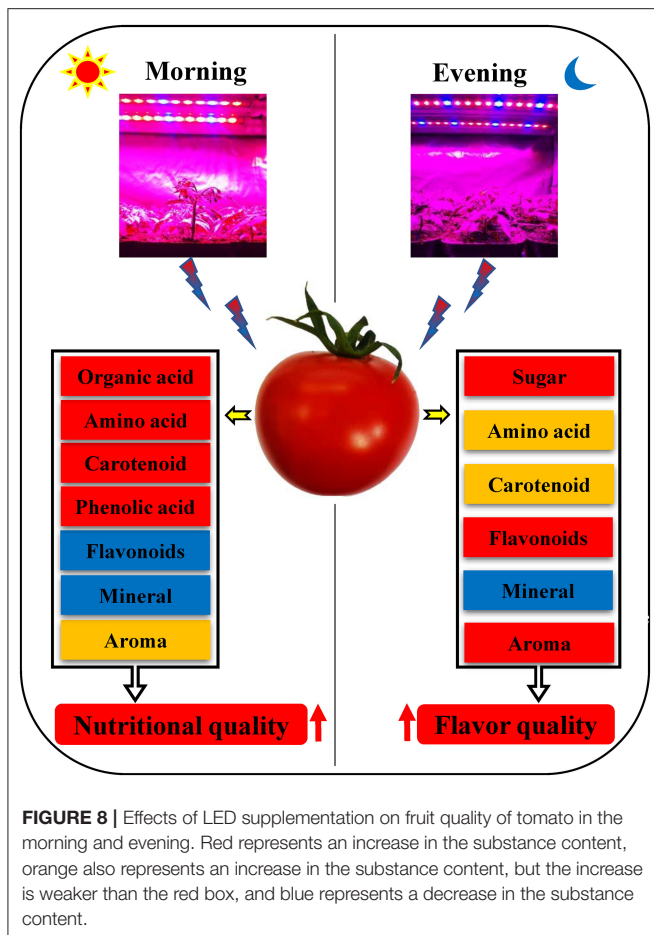 Morning
Evening
Organic acid
Amino acid
Carotenoid
Phenolic acid
Flavonoids
Mineral
Aroma
Nutritional quality
Sugar
Amino acid
Carotenoid
Flavonoids
Mineral
Aroma
Flavor quality
FIGURE 8 | Effects of LED supplementation on fruit quality of tomato in the
morning and evening. Red represents an increase in the substance content,
orange also represents an increase in the substance content, but the increase
is weaker than the red box, and blue represents a decrease in the substance
content.